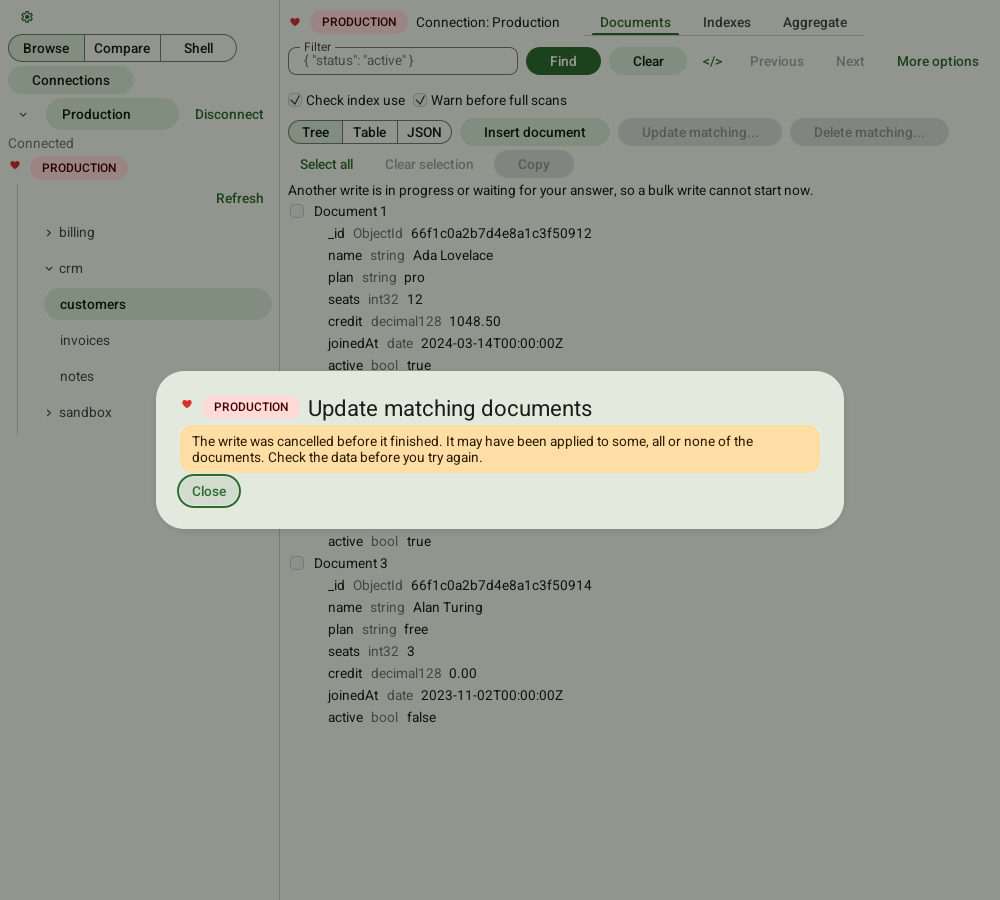 Browse Compare Shell
Connections
Production Disconnect
Connected
PRODUCTION
Refresh
billing
crm
customers
invoices
notes
sandbox
PRODUCTION Connection: Production Documents Indexes Aggregate
Filter
{ "status": "active" } Find Clear </> Previous Next More options
Check index use Warn before full scans
Tree Table JSON Insert document Update matching... Delete matching...
Select all Clear selection Copy
Another write is in progress or waiting for your answer, so a bulk write cannot start now.
Document 1
_id ObjectId 66f1c0a2b7d4e8a1c3f50912
name string Ada Lovelace
plan string pro
seats int32 12
credit decimal128 1048.50
joinedAt date 2024-03-14T00:00:00Z
active bool true
PRODUCTION Update matching documents
The write was cancelled before it finished. It may have been applied to some, all or none of the
documents. Check the data before you try again.
Close
active bool true
Document 3
_id ObjectId 66f1c0a2b7d4e8a1c3f50914
name string Alan Turing
plan string free
seats int32 3
credit decimal128 0.00
joinedAt date 2023-11-02T00:00:00Z
active bool false